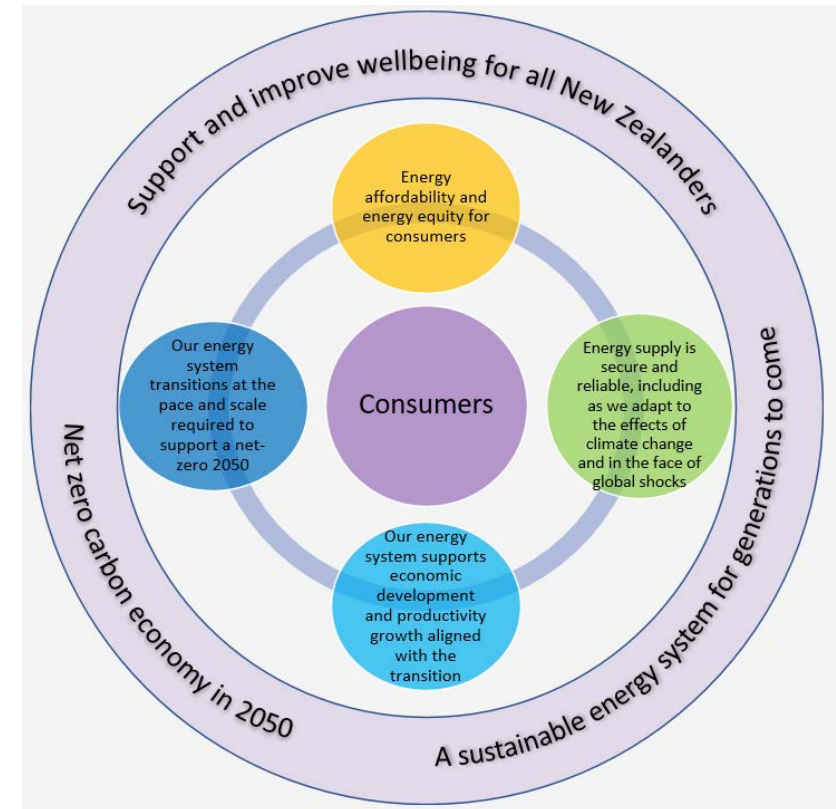 Support and improve wellbeing for all New Zealanders
Energy
affordability and
energy equity for
consumers
Our energy
system
transitions at the
pace and scale
required to
support a net-
zero 2050
Consumers
Energy supply is
secure and
reliable, including
as we adapt to
the effects of
climate change
and in the face of
global shocks
Our energy
system supports
economic
development
and productivity
growth aligned
with the
transition
Net zero carbon economy in 2050
A sustainable energy system for generations to come